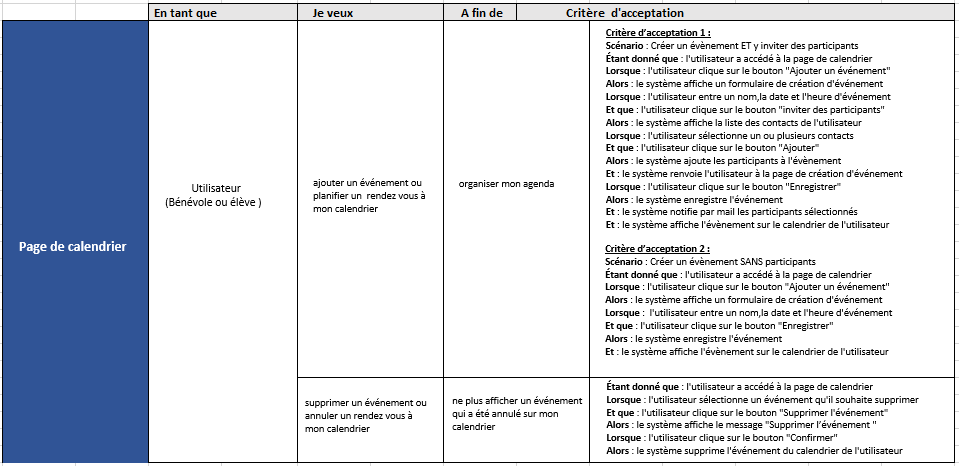 En tant que
Je veux
A fin de
Critère d'acceptation
Page de calendrier
Utilisateur
(Bénévole ou élève )
ajouter un événement ou
planifier un rendez vous à
mon calendrier
organiser mon agenda
Critère d'acceptation 1 :
Scénario : Créer un évènement ET y inviter des participants
Étant donné que : l'utilisateur a accédé à la page de calendrier
Lorsque : l'utilisateur clique sur le bouton "Ajouter un événement"
Alors : le système affiche un formulaire de création d'événement
Lorsque : l'utilisateur entre un nom,la date et l'heure d'événement
Et que : l'utilisateur clique sur le bouton "inviter des participants"
Alors : le système affiche la liste des contacts de l'utilisateur
Lorsque : l'utilisateur sélectionne un ou plusieurs contacts
Et que : l'utilisateur clique sur le bouton "Ajouter"
Alors : le système ajoute les participants à l'évènement
Et : le système renvoie l'utilisateur à la page de création d'événement
Lorsque : l'utilisateur clique sur le bouton "Enregistrer"
Alors : le système enregistre l'événement
Et : le système notifie par mail les participants sélectionnés
Et : le système affiche l'évènement sur le calendrier de l'utilisateur
Critère d'acceptation 2 :
Scénario : Créer un évènement SANS participants
Étant donné que : l'utilisateur a accédé à la page de calendrier
Lorsque : l'utilisateur clique sur le bouton "Ajouter un événement"
Alors : le système affiche un formulaire de création d'événement
Lorsque : l'utilisateur entre un nom,la date et l'heure d'événement
Et que : l'utilisateur clique sur le bouton "Enregistrer"
Alors : le système enregistre l'événement
Et : le système affiche l'évènement sur le calendrier de l'utilisateur
supprimer un événement ou
annuler un rendez vous à
mon calendrier
ne plus afficher un événement
qui a été annulé sur mon
calendrier
Étant donné que : l'utilisateur a accédé à la page de calendrier
Lorsque : l'utilisateur sélectionne un événement qu'il souhaite supprimer
Et que : l'utilisateur clique sur le bouton "Supprimer l'événement"
Alors : le système affiche le message "Supprimer l'événement "
Lorsque : l'utilisateur clique sur le bouton "Confirmer"
Alors : le système supprime l'événement du calendrier de l'utilisateur